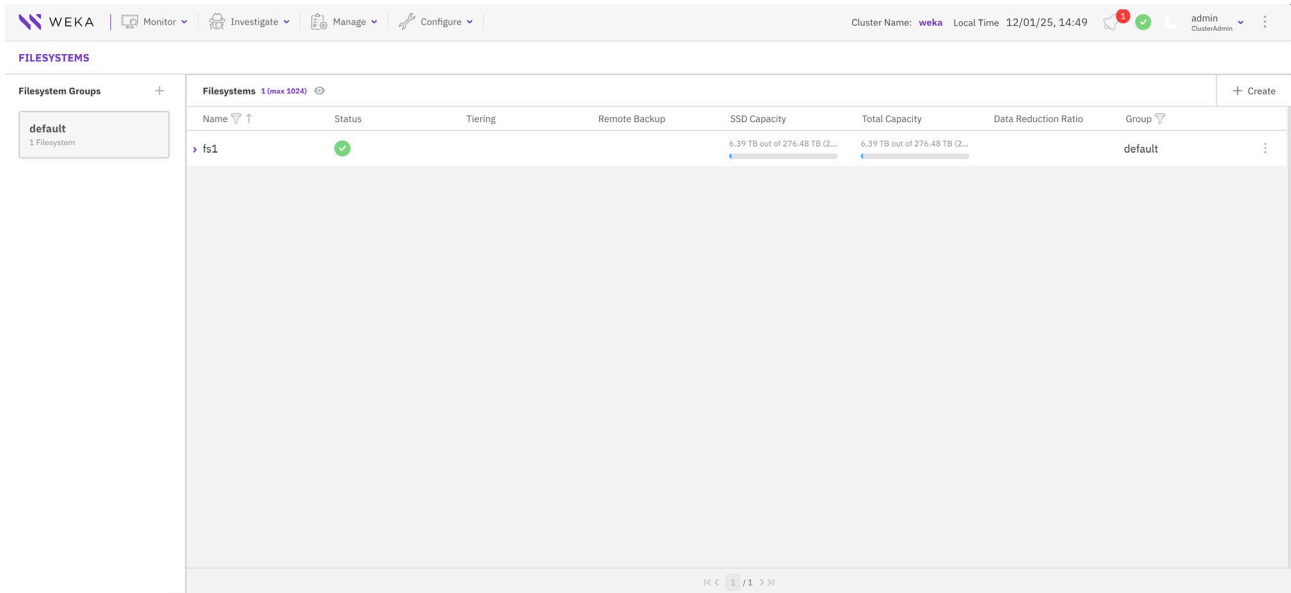 WEKA Monitor Investigate Manage Configure Cluster Name: weka Local Time 12/01/25, 14:49 1 admin
ClusterAdmin
FILESYSTEMS
Filesystem Groups
Filesystems 1 (max 1024)
Create
default
1 Filesystem
Name Status Tiering Remote Backup SSD Capacity Total Capacity Data Reduction Ratio Group
fs1 6.39 TB out of 276.48 TB (2... 6.39 TB out of 276.48 TB (2... default
1 / 1